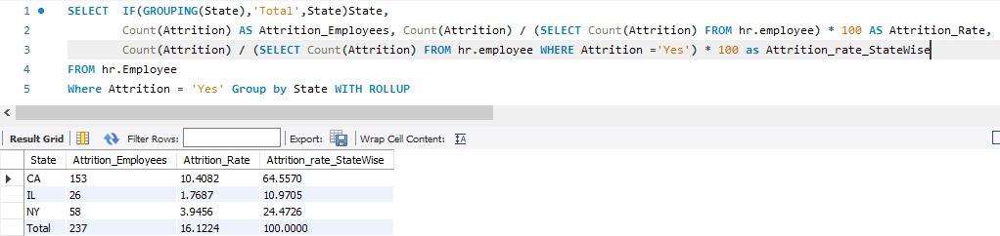 1 SELECT IF(GROUPING(State),'Total',State)State,
2 Count(Attrition) AS Attrition_Employees, Count(Attrition) / (SELECT Count(Attrition) FROM hr.employee) * 100 AS Attrition_Rate,
3 Count(Attrition) / (SELECT Count(Attrition) FROM hr.employee WHERE Attrition ='Yes') * 100 as Attrition_rate_StateWise
4 FROM hr.Employee
5 Where Attrition = 'Yes' Group by State WITH ROLLUP
Result Grid Filter Rows: Export: Wrap Cell Content:
State Attrition_Employees Attrition_Rate Attrition_rate_StateWise
CA 153 10.4082 64.5570
IL 26 1.7687 10.9705
NY 58 3.9456 24.4726
Total 237 16.1224 100.0000